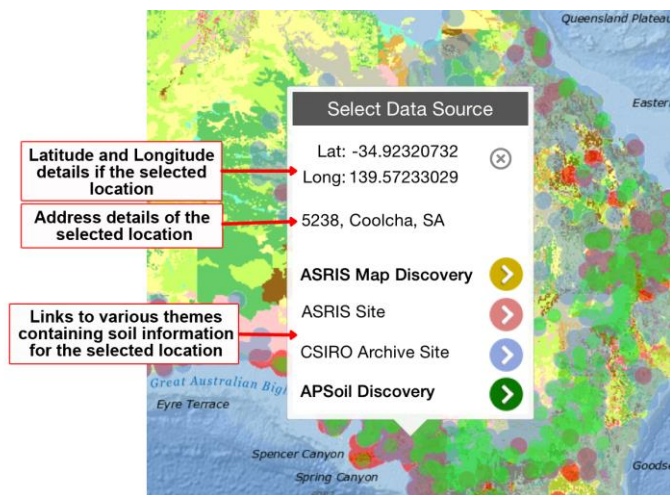 Queensland Plateau
Eastern
Select Data Source
Latitude and Longitude
details if the selected
location
Lat: -34.92320732
Long: 139.57233029
Address details of the
selected location
5238, Coolcha, SA
ASRIS Map Discovery
Links to various themes
containing soil information
for the selected location
ASRIS Site
CSIRO Archive Site
APSoil Discovery
Great Australian Bigh
Eyre Terrace
Spencer Canyon
Spring Canyon
Goods